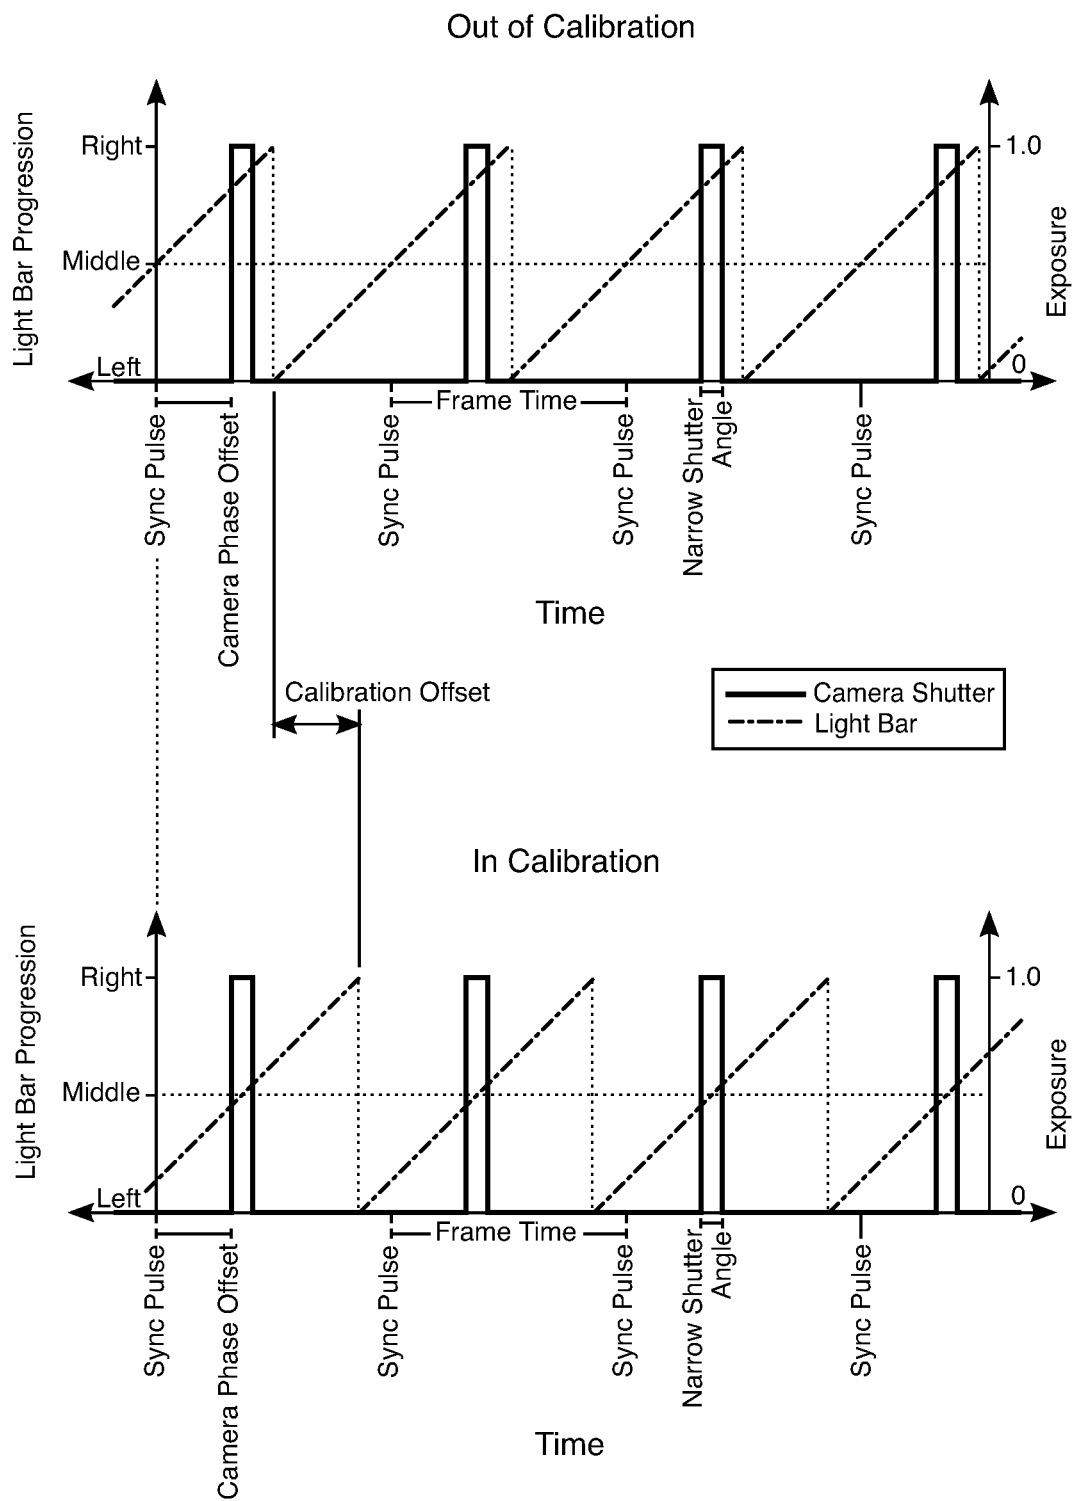 Out of Calibration
Light Bar Progression
Right
Middle
Left
1.0
0
Exposure
Frame Time
Sync Pulse
Camera Phase Offset
Sync Pulse
Sync Pulse
Narrow Shutter
Angle
Sync Pulse
Time
Calibration Offset
Camera Shutter
Light Bar
In Calibration
Light Bar Progression
Right
Middle
Left
1.0
0
Exposure
Frame Time
Sync Pulse
Camera Phase Offset
Sync Pulse
Sync Pulse
Narrow Shutter
Angle
Sync Pulse
Time